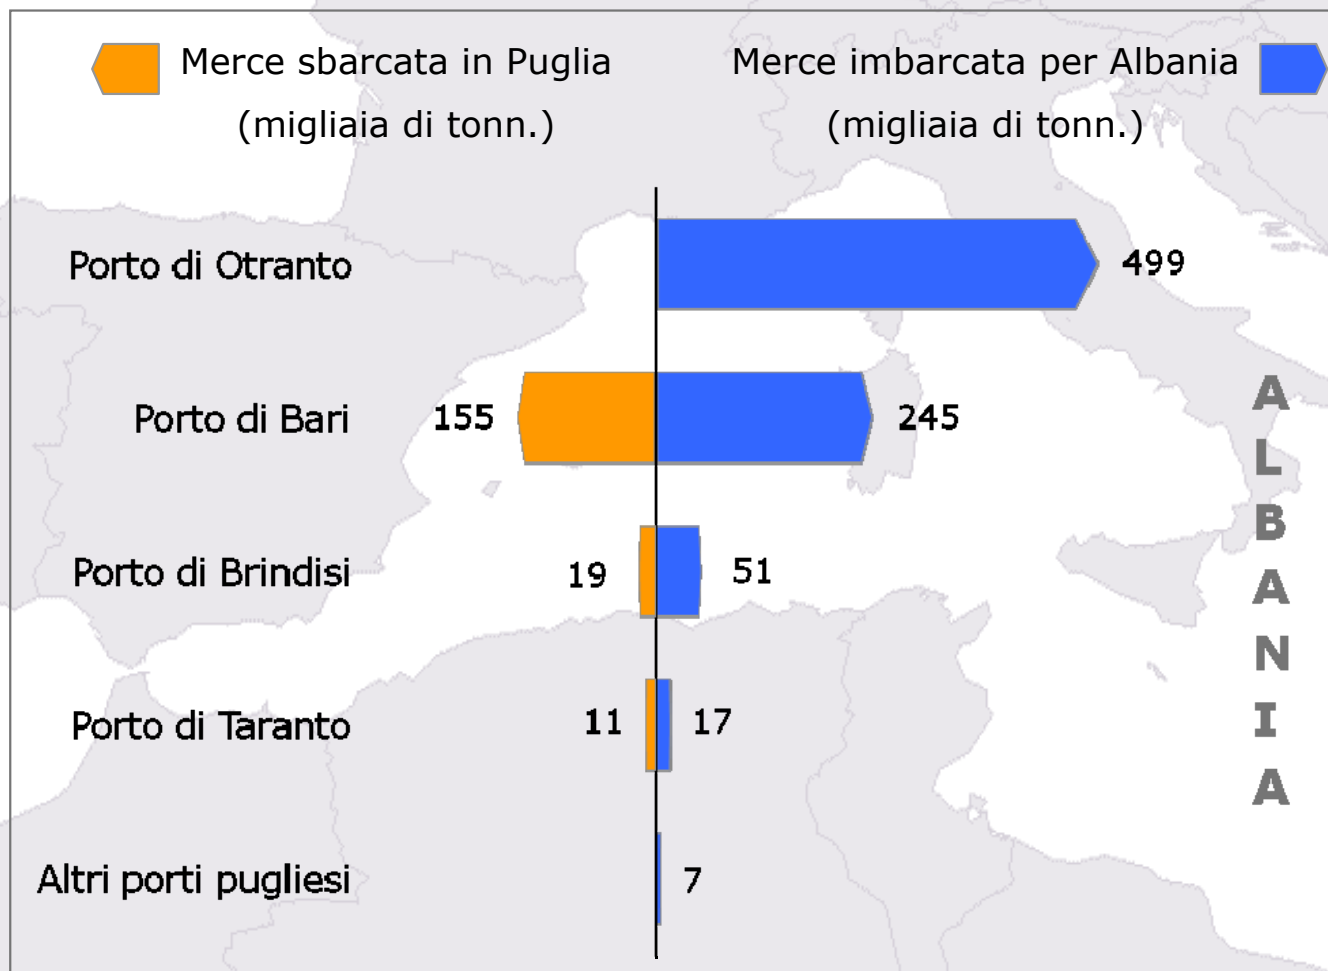 Merce sbarcata in Puglia
(migliaia di tonn.)
Merce imbarcata per Albania
(migliaia di tonn.)
Porto di Otranto
499
Porto di Bari
155
245
Porto di Brindisi
19
51
Porto di Taranto
11
17
Altri porti pugliesi
7
ALBANIA